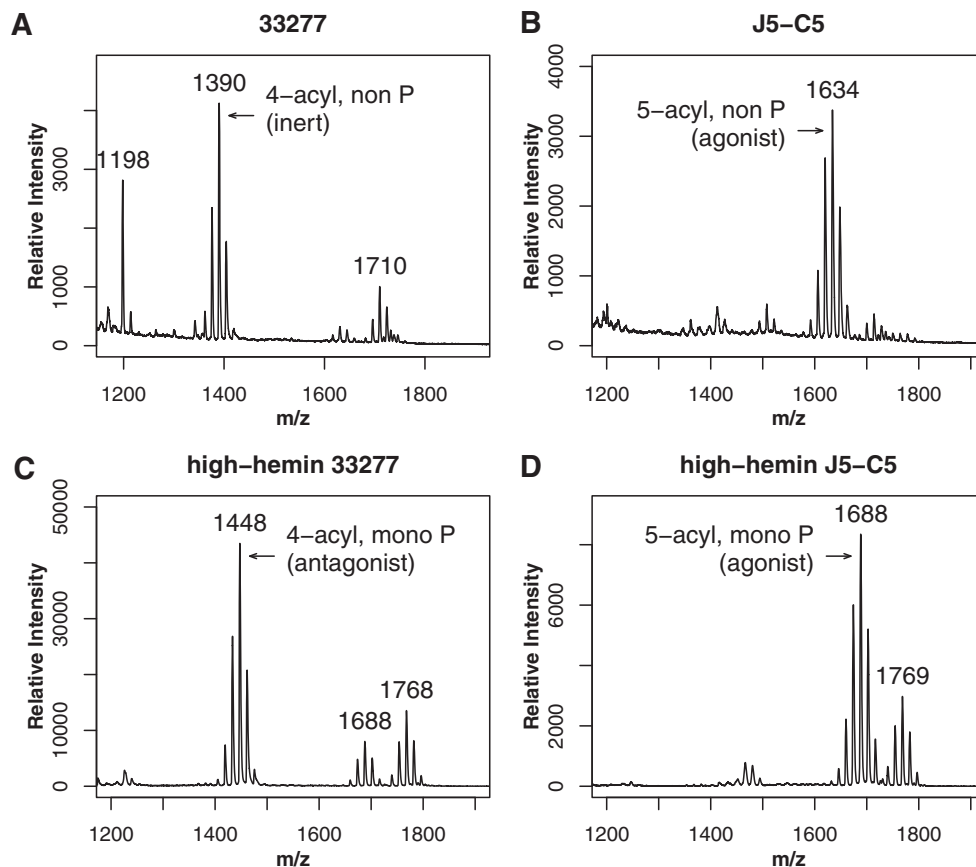 A
33277
1390
4−acyl, non P
(inert)
1198
1710
Relative Intensity
0
1000
3000
1200
1400
1600
1800
m/z
B
J5−C5
1634
5−acyl, non P
(agonist)
Relative Intensity
0
1000
2000
3000
4000
1200
1400
1600
1800
m/z
C
high−hemin 33277
1448
4−acyl, mono P
(antagonist)
1768
1688
Relative Intensity
0
10000
20000
30000
50000
1200
1400
1600
1800
m/z
D
high−hemin J5−C5
1688
5−acyl, mono P
(agonist)
1769
Relative Intensity
0
2000
6000
1200
1400
1600
1800
m/z